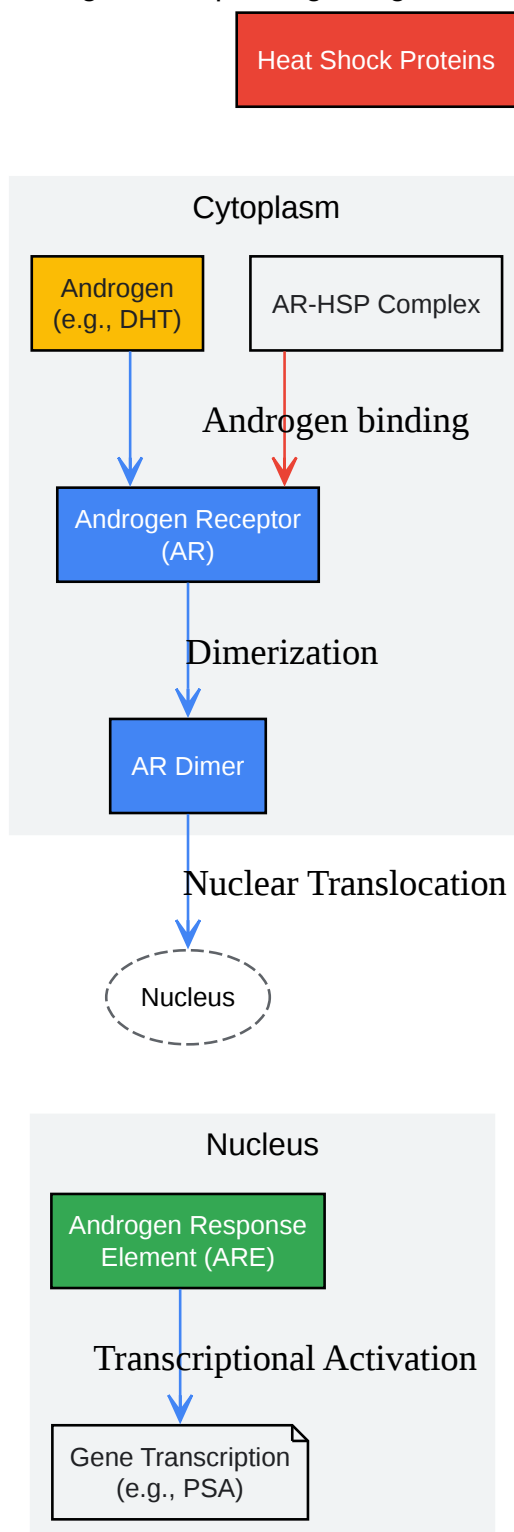 Heat Shock Proteins
Cytoplasm
Androgen
(e.g., DHT)
AR-HSP Complex
Androgen binding
Androgen Receptor
(AR)
Dimerization
AR Dimer
Nuclear Translocation
Nucleus
Nucleus
Androgen Response
Element (ARE)
Transcriptional Activation
Gene Transcription
(e.g., PSA)